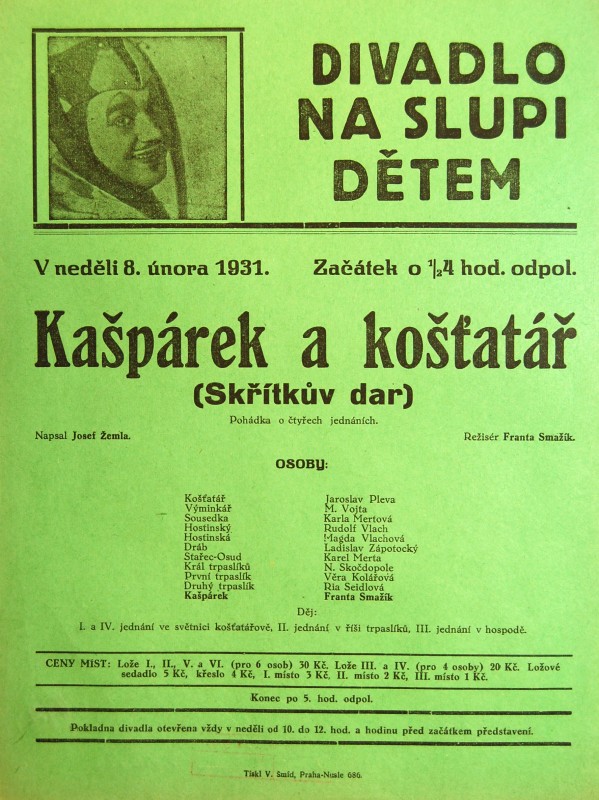 DIVADLO
NA SLUPI
DĚTEM
V neděli 8. února 1931. Začátek o ½4 hod. odpol.
Kašpárek a košťatář
(Skřítkův dar)
Pohádka o čtyřech jednáních.
Napsal Josef Žemla. Režisér Franta Smažík.
OSOBY:
Košťatář Jaroslav Pleva
Výminkář M. Vojta
Sousedka Karla Mertová
Hostinský Rudolf Vlach
Hostinská Magda Vlachová
Dráb Ladislav Zápotocký
Stařec-Osud Karel Merta
Král trpaslíků N. Skočdopole
První trpaslík Věra Kolářová
Druhý trpaslík Ria Seidlová
Kašpárek Franta Smažík
Děj:
I. a IV. jednání ve světnici košťatářově, II. jednání v říši trpaslíků, III. jednání v hospodě.
CENY MÍST: Lože I., II., V. a VI. (pro 6 osob) 30 Kč. Lože III. a IV. (pro 4 osoby) 20 Kč. Ložové
sedadlo 5 Kč, křeslo 4 Kč, I. místo 3 Kč. II. místo 2 Kč, III. místo 1 Kč.
Konec po 5. hod. odpol.
Pokladna divadla otevřena vždy v neděli od 10. do 12. hod. a hodinu před začátkem představení.
Tiskl V. Šmíd, Praha-Nusle 686.